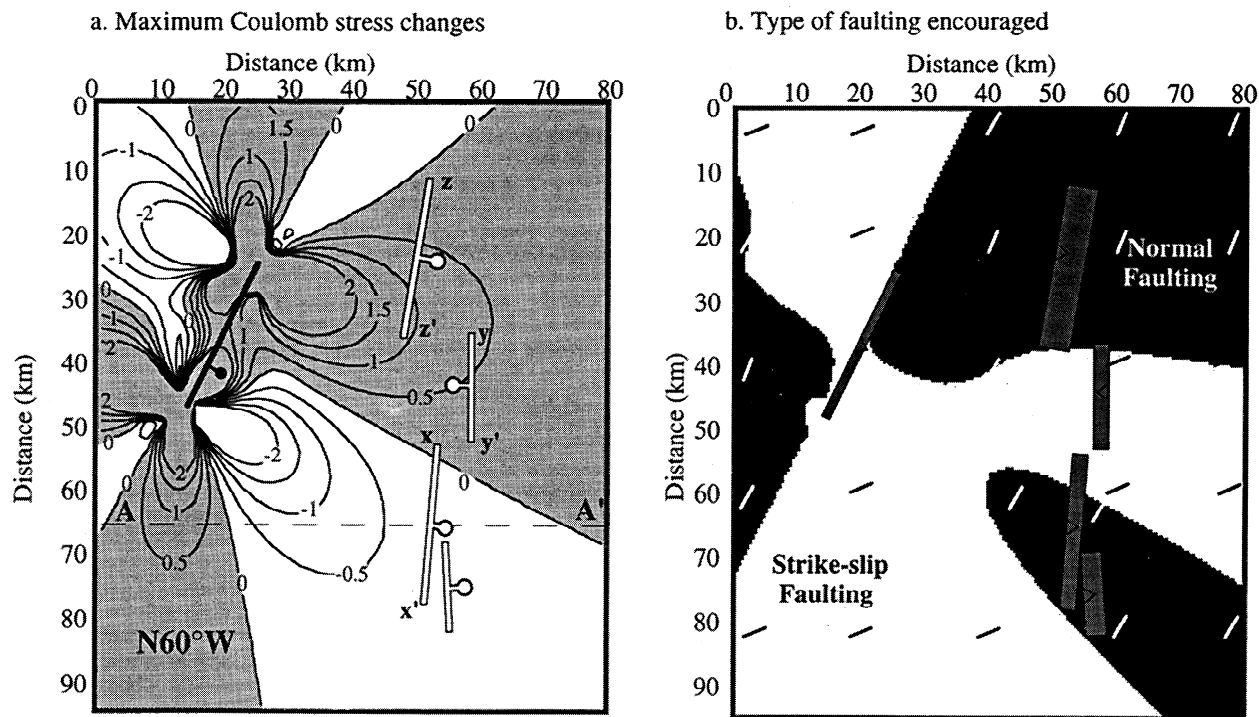 a. Maximum Coulomb stress changes
Distance (km)
0 10 20 30 40 50 60 70 80
0
10
20
30
40
50
60
70
80
90
Distance (km)
0
1.5
0
0
-1
1
2
-2
0
z
-1
0
2
1.5
1
2
0
1
z'
y
1
0.5
2
0
x
y'
-2
0
0
2
-1
A
1
A'
0.5
-0.5
0
x'
N60°W
b. Type of faulting encouraged
Distance (km)
0 10 20 30 40 50 60 70 80
0
10
20
30
40
50
60
70
80
90
Distance (km)
Normal
Faulting
Strike-slip
Faulting